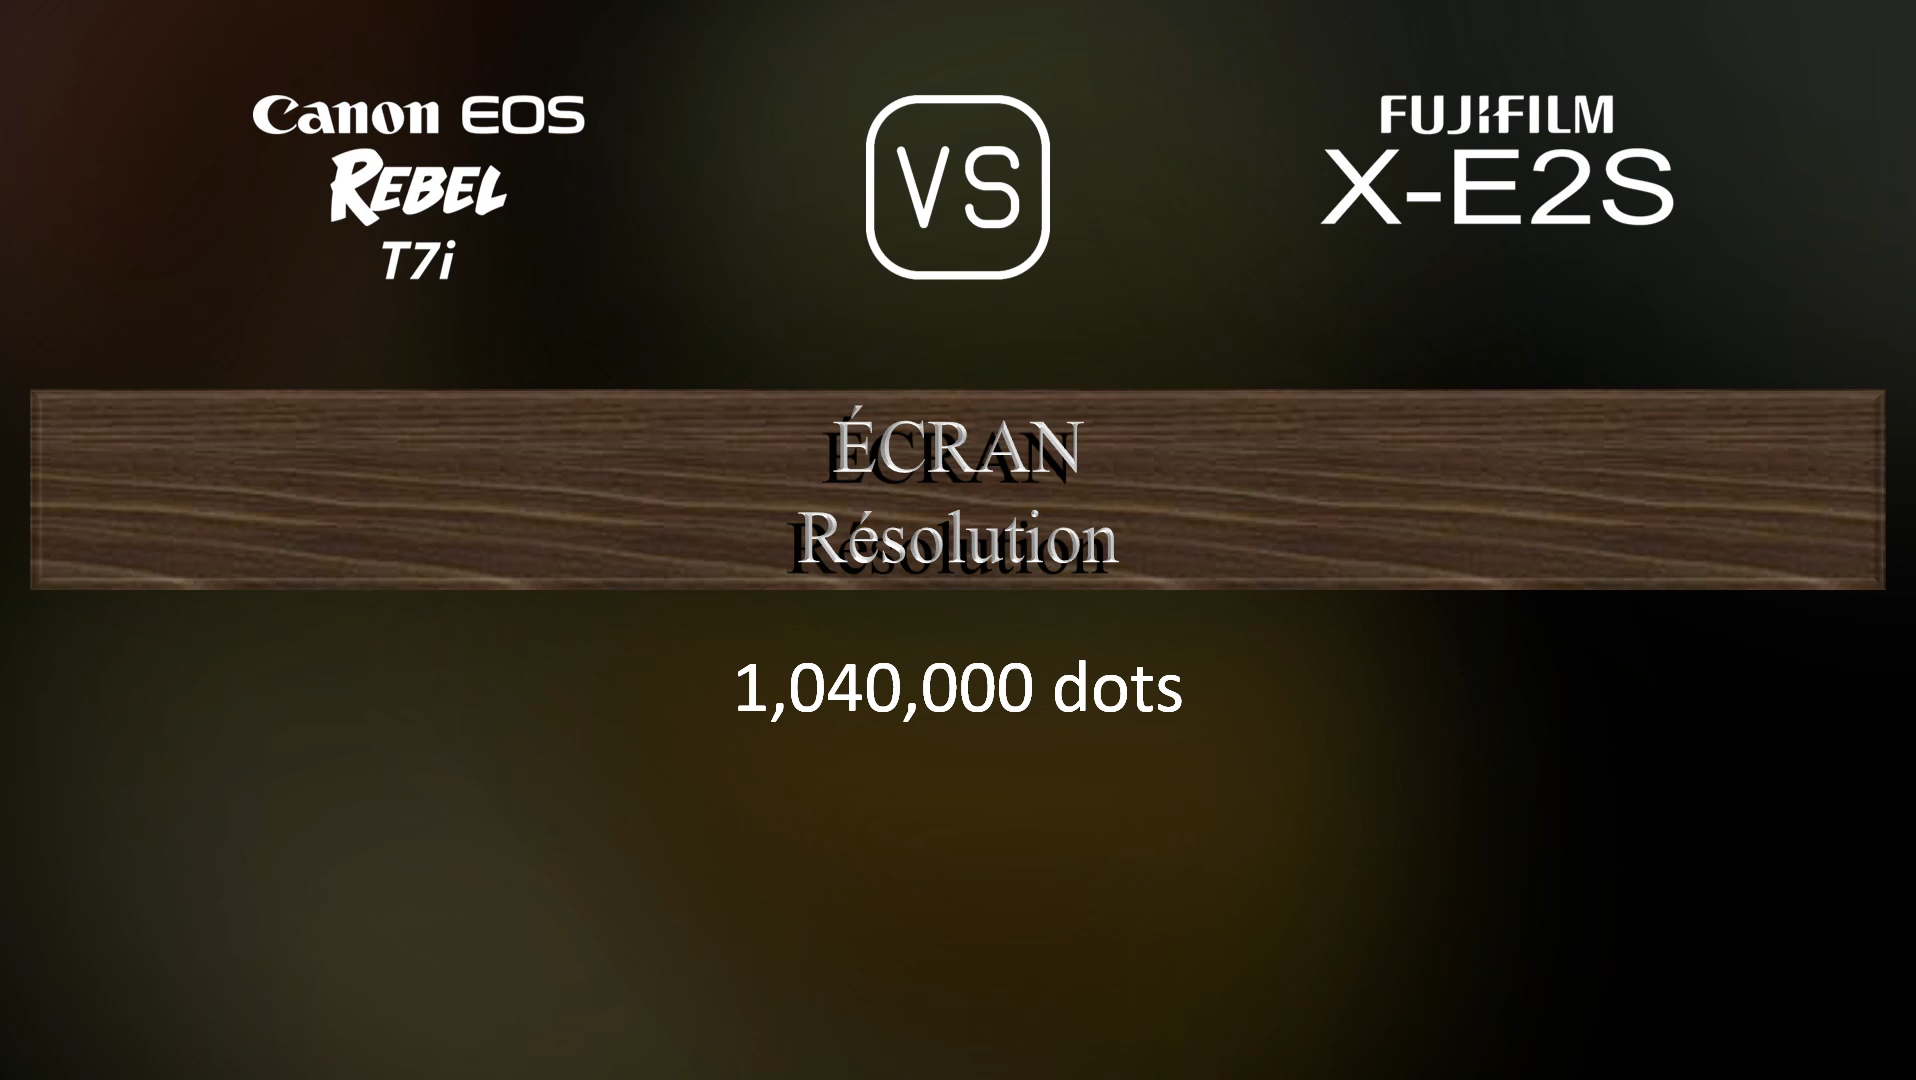 Canon EOS
REBEL
T7i
VS
FUJIFILM
X-E2S
ÉCRAN
Résolution
1,040,000 dots